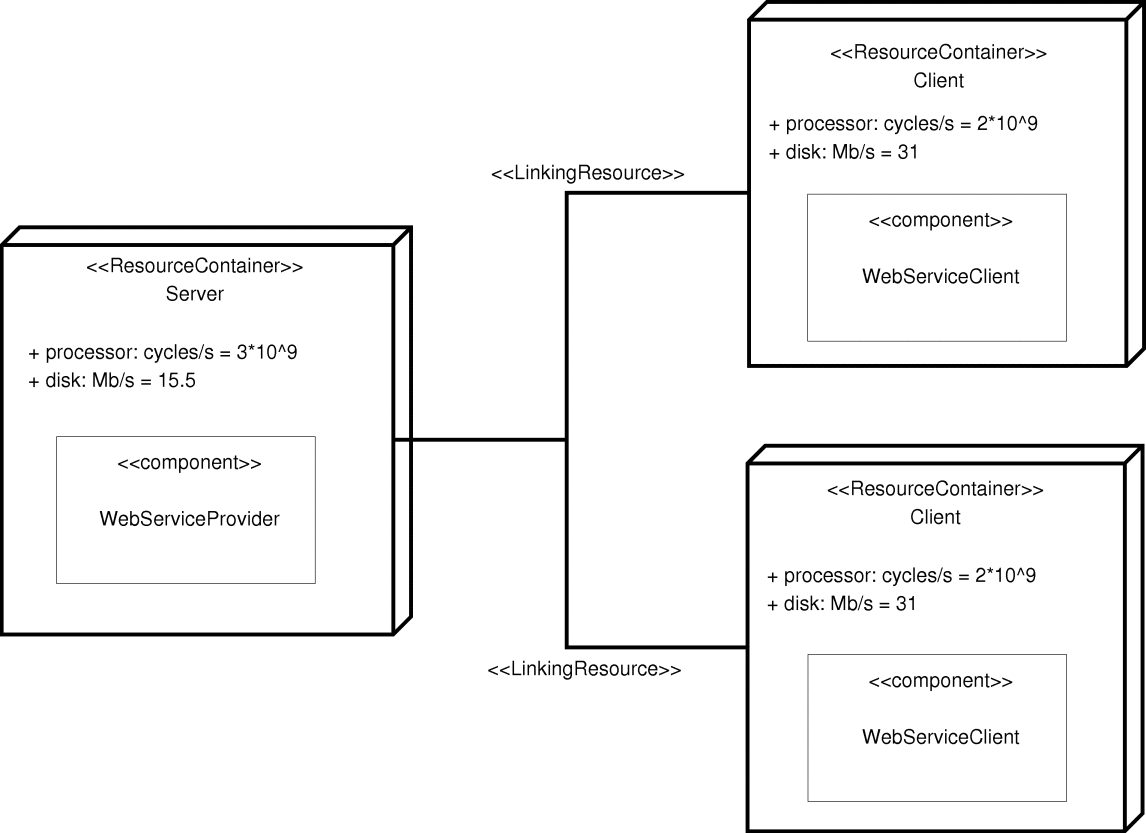 <<ResourceContainer>>
Server
+ processor: cycles/s = 3*10^9
+ disk: Mb/s = 15.5
<<component>>
WebServiceProvider
<<LinkingResource>>
<<LinkingResource>>
<<ResourceContainer>>
Client
+ processor: cycles/s = 2*10^9
+ disk: Mb/s = 31
<<component>>
WebServiceClient
<<ResourceContainer>>
Client
+ processor: cycles/s = 2*10^9
+ disk: Mb/s = 31
<<component>>
WebServiceClient